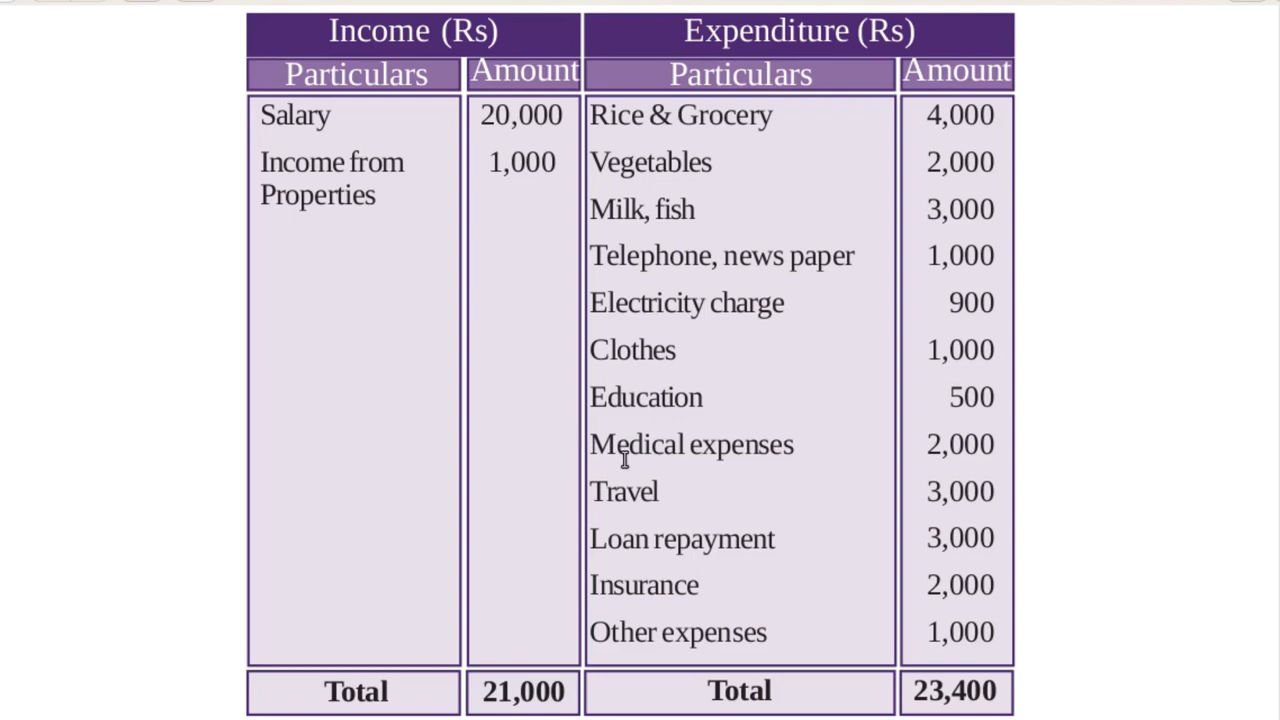 Income (Rs) Expenditure (Rs)
Particulars Amount Particulars Amount
Salary 20,000 Rice & Grocery 4,000
Income from 1,000 Vegetables 2,000
Properties
Milk, fish 3,000
Telephone, news paper 1,000
Electricity charge 900
Clothes 1,000
Education 500
Medical expenses 2,000
Travel 3,000
Loan repayment 3,000
Insurance 2,000
Other expenses 1,000
Total 21,000 Total 23,400